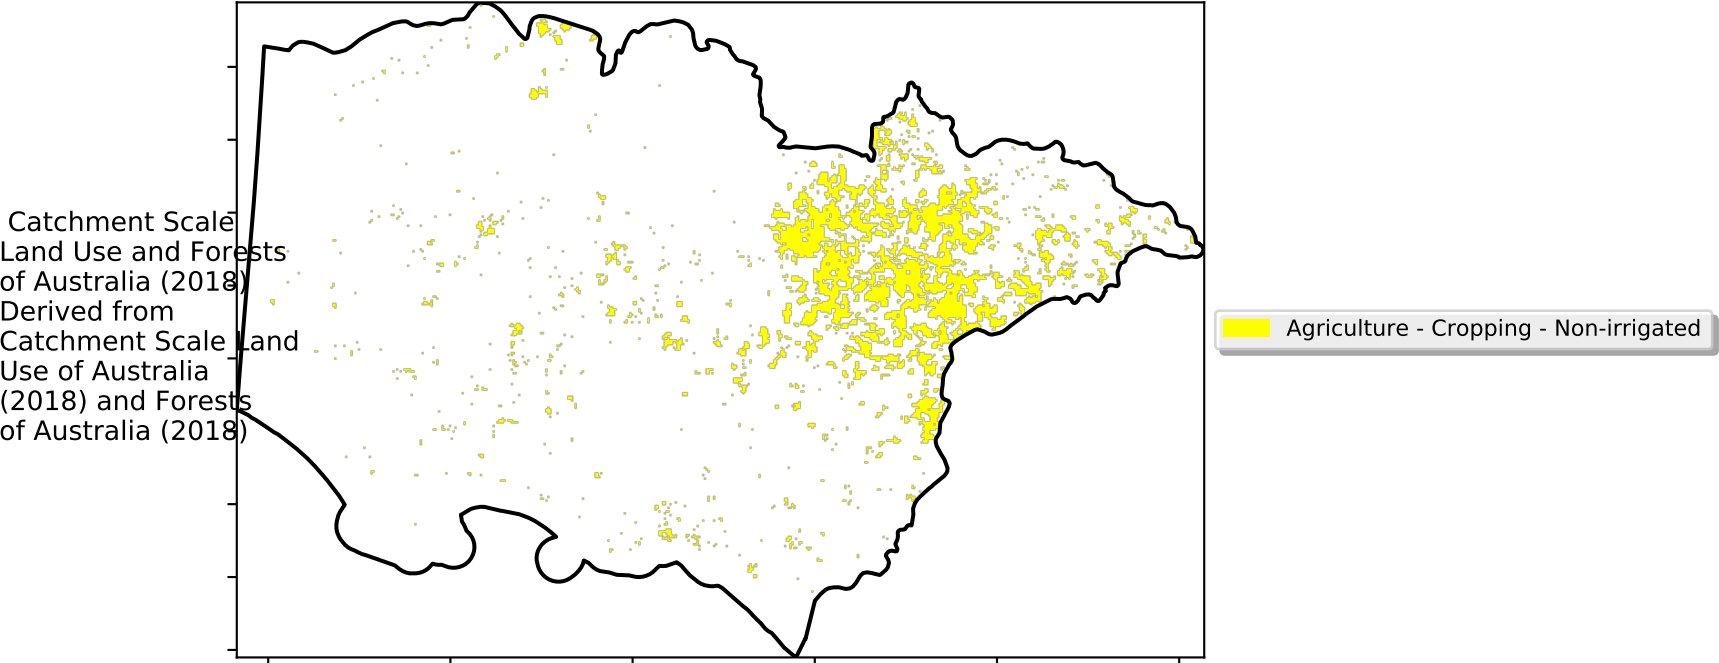 Catchment Scale
Land Use and Forests
of Australia (2018)
Derived from
Catchment Scale Land
Use of Australia
(2018) and Forests
of Australia (2018)
Agriculture - Cropping - Non-irrigated